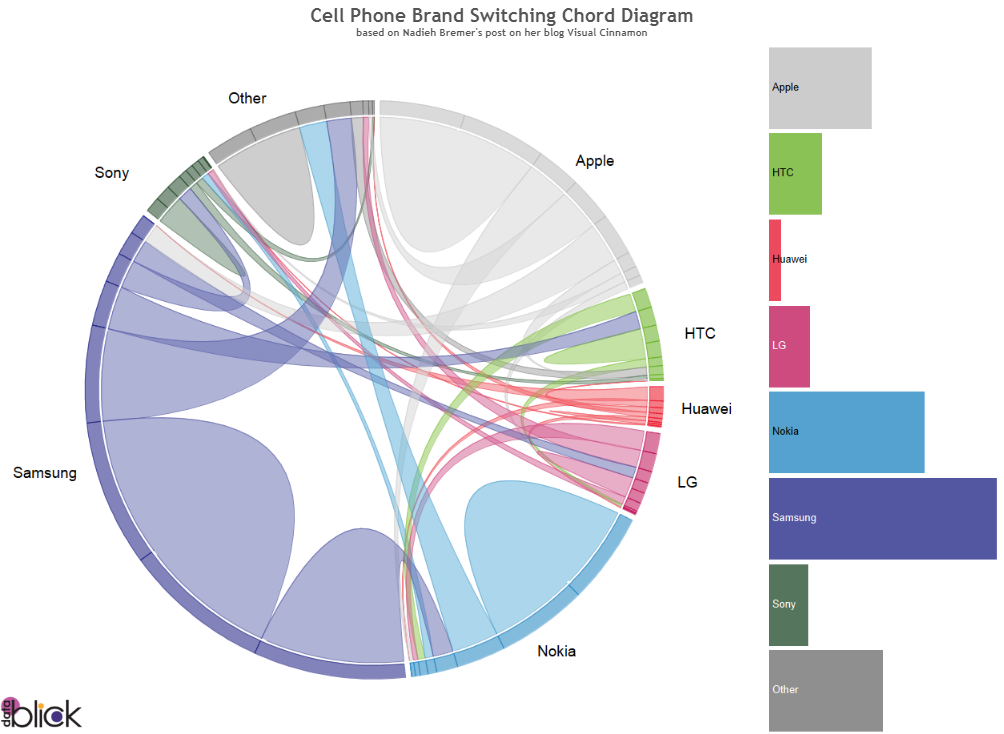 Cell Phone Brand Switching Chord Diagram
based on Nadieh Bremer's post on her blog Visual Cinnamon
Other
Apple
Sony
HTC
Huawei
Samsung
LG
Nokia
Apple
HTC
Huawei
LG
Nokia
Samsung
Sony
Other
data
blick